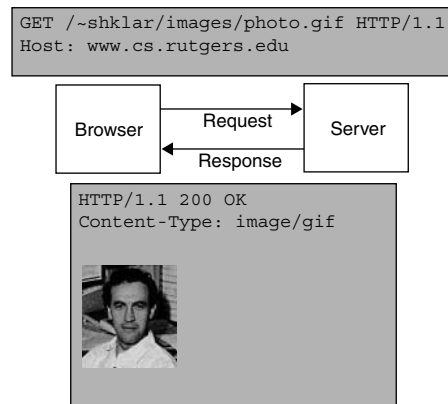 GET /~shklar/images/photo.gif HTTP/1.1
Host: www.cs.rutgers.edu
Browser
Request
Server
Response
HTTP/1.1 200 OK
Content-Type: image/gif